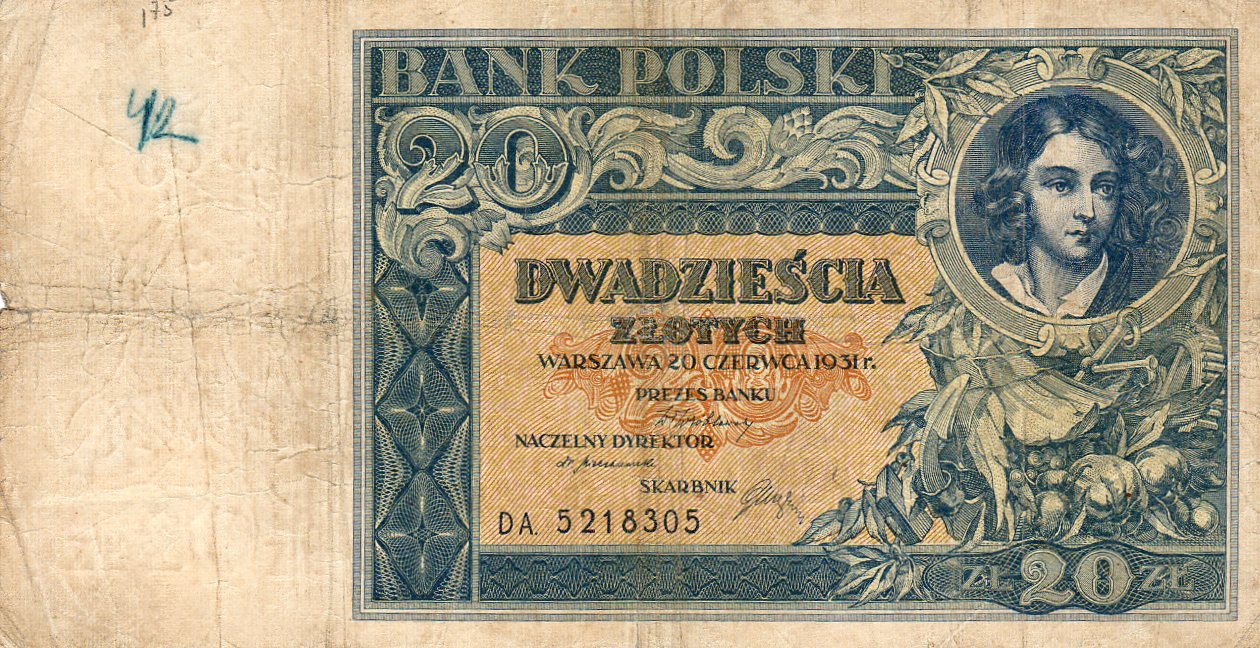 175
42
BANK POLSKI
20
DWADZIEŚCIA
ZŁOTYCH
WARSZAWA 20 CZERWCA 1931 r.
PREZES BANKU
NACZELNY DYREKTOR
SKARBNIK
DA. 5218305
ZŁ 20 ZŁ